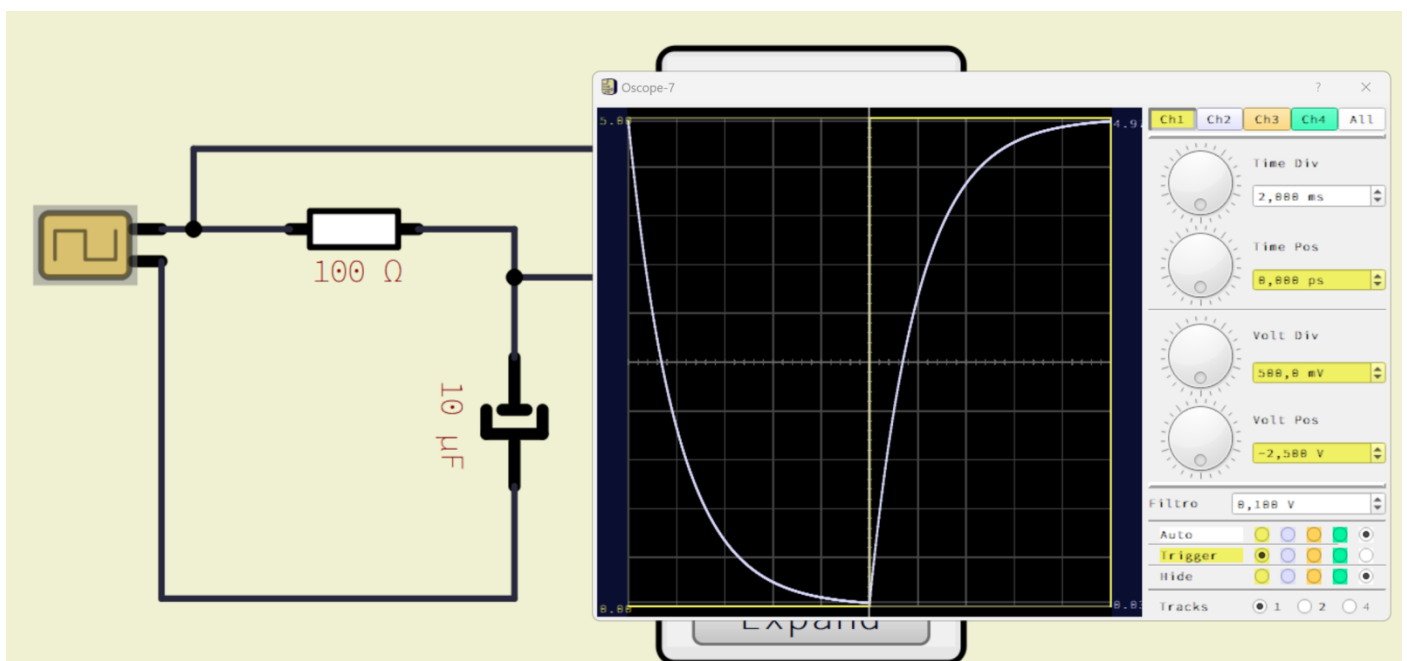 Oscope-7
?
×
5.00
4.9
Ch1 Ch2 Ch3 Ch4 All
Time Div
2,000 ms
100 Ω
Time Pos
0,000 ps
Volt Div
500,0 mV
10 µF
Volt Pos
-2,500 V
Filtro 0,100 V
Auto
Trigger
Hide
0.00
0.03
Tracks 1 2 4
Expand